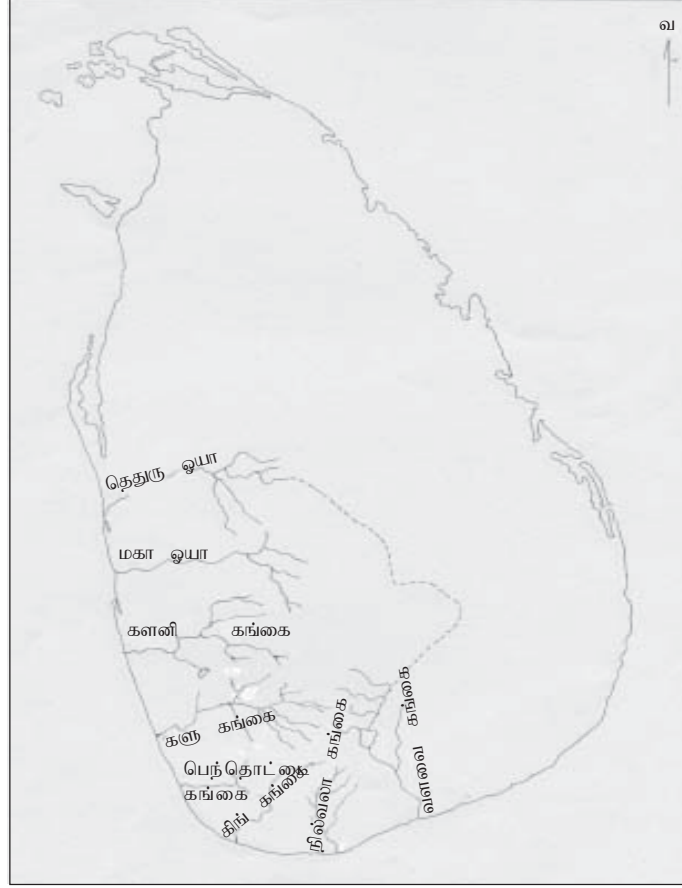 வ
தெதுரு ஓயா
மகா ஓயா
களனி கங்கை
களு கங்கை
பெந்தொட்டை
கங்கை
கிங் கங்கை
நில்வலா கங்கை
வளவை கங்கை